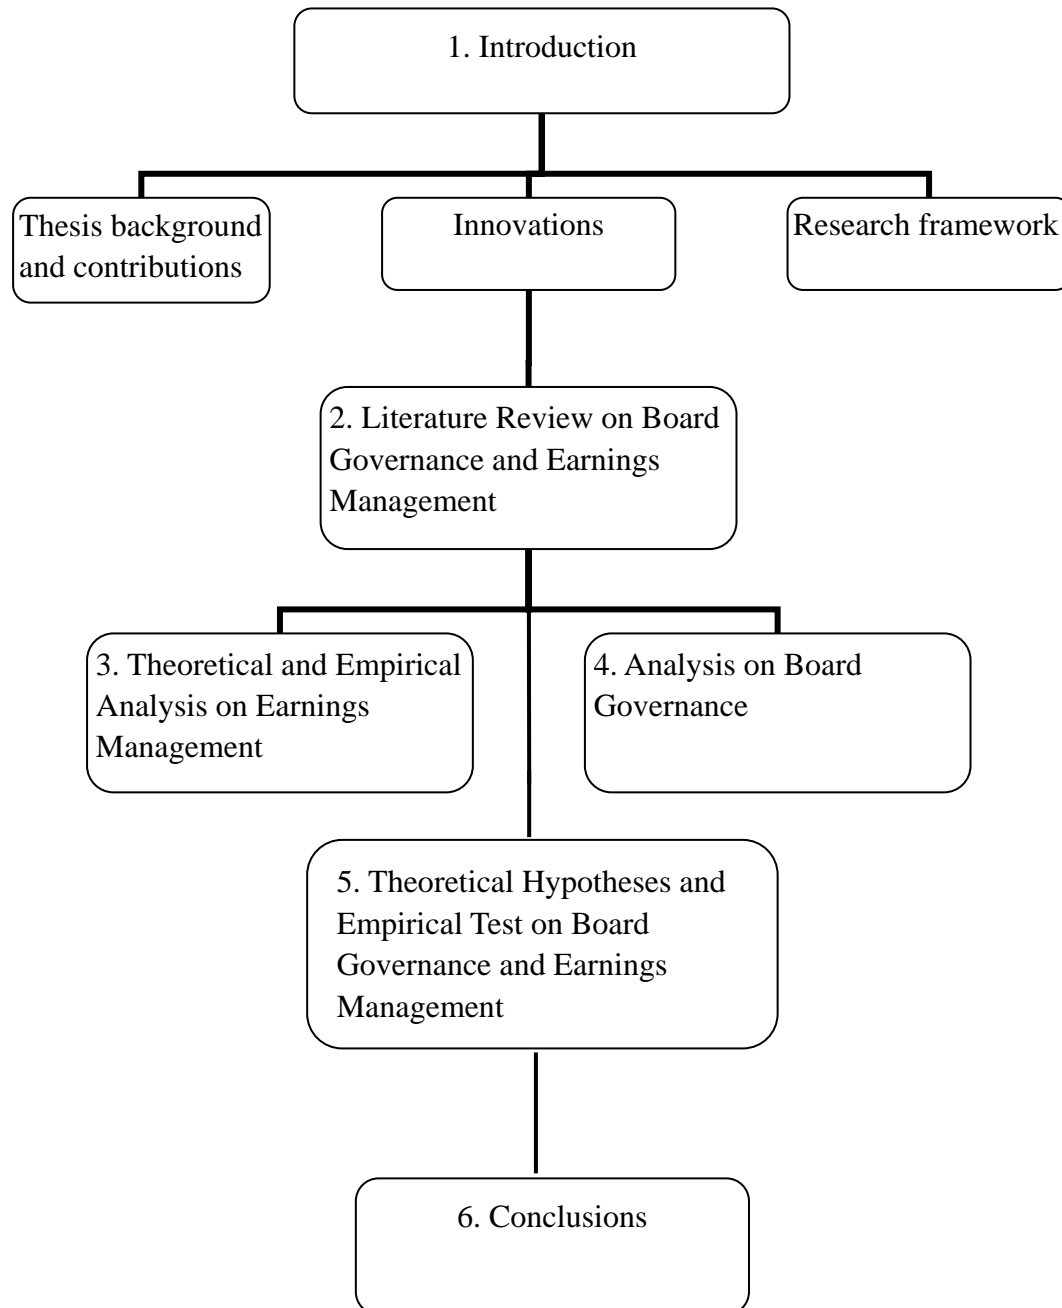 1. Introduction
Thesis background
and contributions
Innovations
Research framework
2. Literature Review on Board
Governance and Earnings
Management
3. Theoretical and Empirical
Analysis on Earnings
Management
4. Analysis on Board
Governance
5. Theoretical Hypotheses and
Empirical Test on Board
Governance and Earnings
Management
6. Conclusions